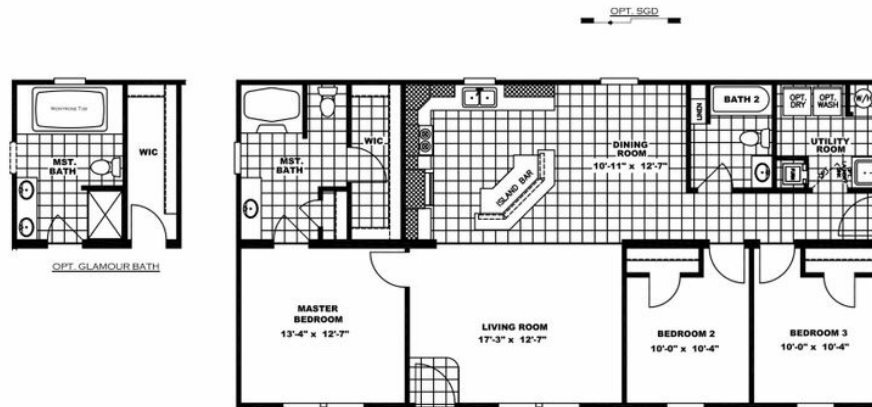 OPT. SGD
WHIRLPOOL TUB
MST.
BATH
WIC
OPT. GLAMOUR BATH
MST.
BATH
WIC
ISLAND BAR
DINING
ROOM
10'-11" x 12'-7"
LINEN
BATH 2
OPT.
DRY
OPT.
WASH
W/H
UTILITY
ROOM
MASTER
BEDROOM
13'-4" x 12'-7"
LIVING ROOM
17'-3" x 12'-7"
BEDROOM 2
10'-0" x 10'-4"
BEDROOM 3
10'-0" x 10'-4"